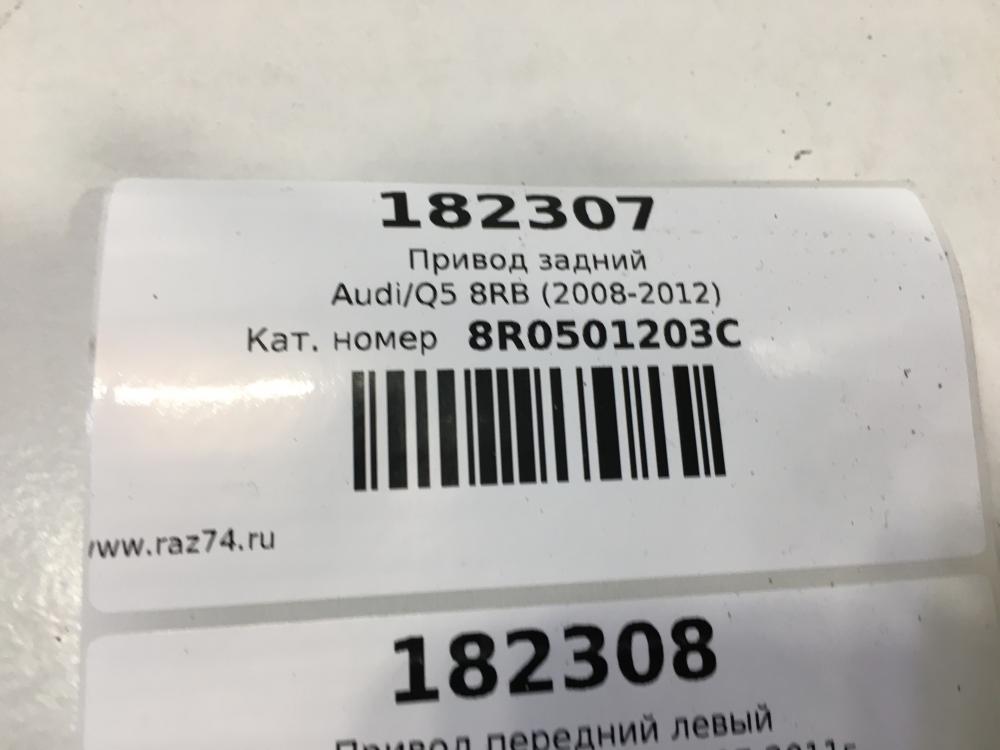 182307
Привод задний
Audi/Q5 8RB (2008-2012)
Кат. номер 8R0501203C
www.raz74.ru
182308
Привод передний левый